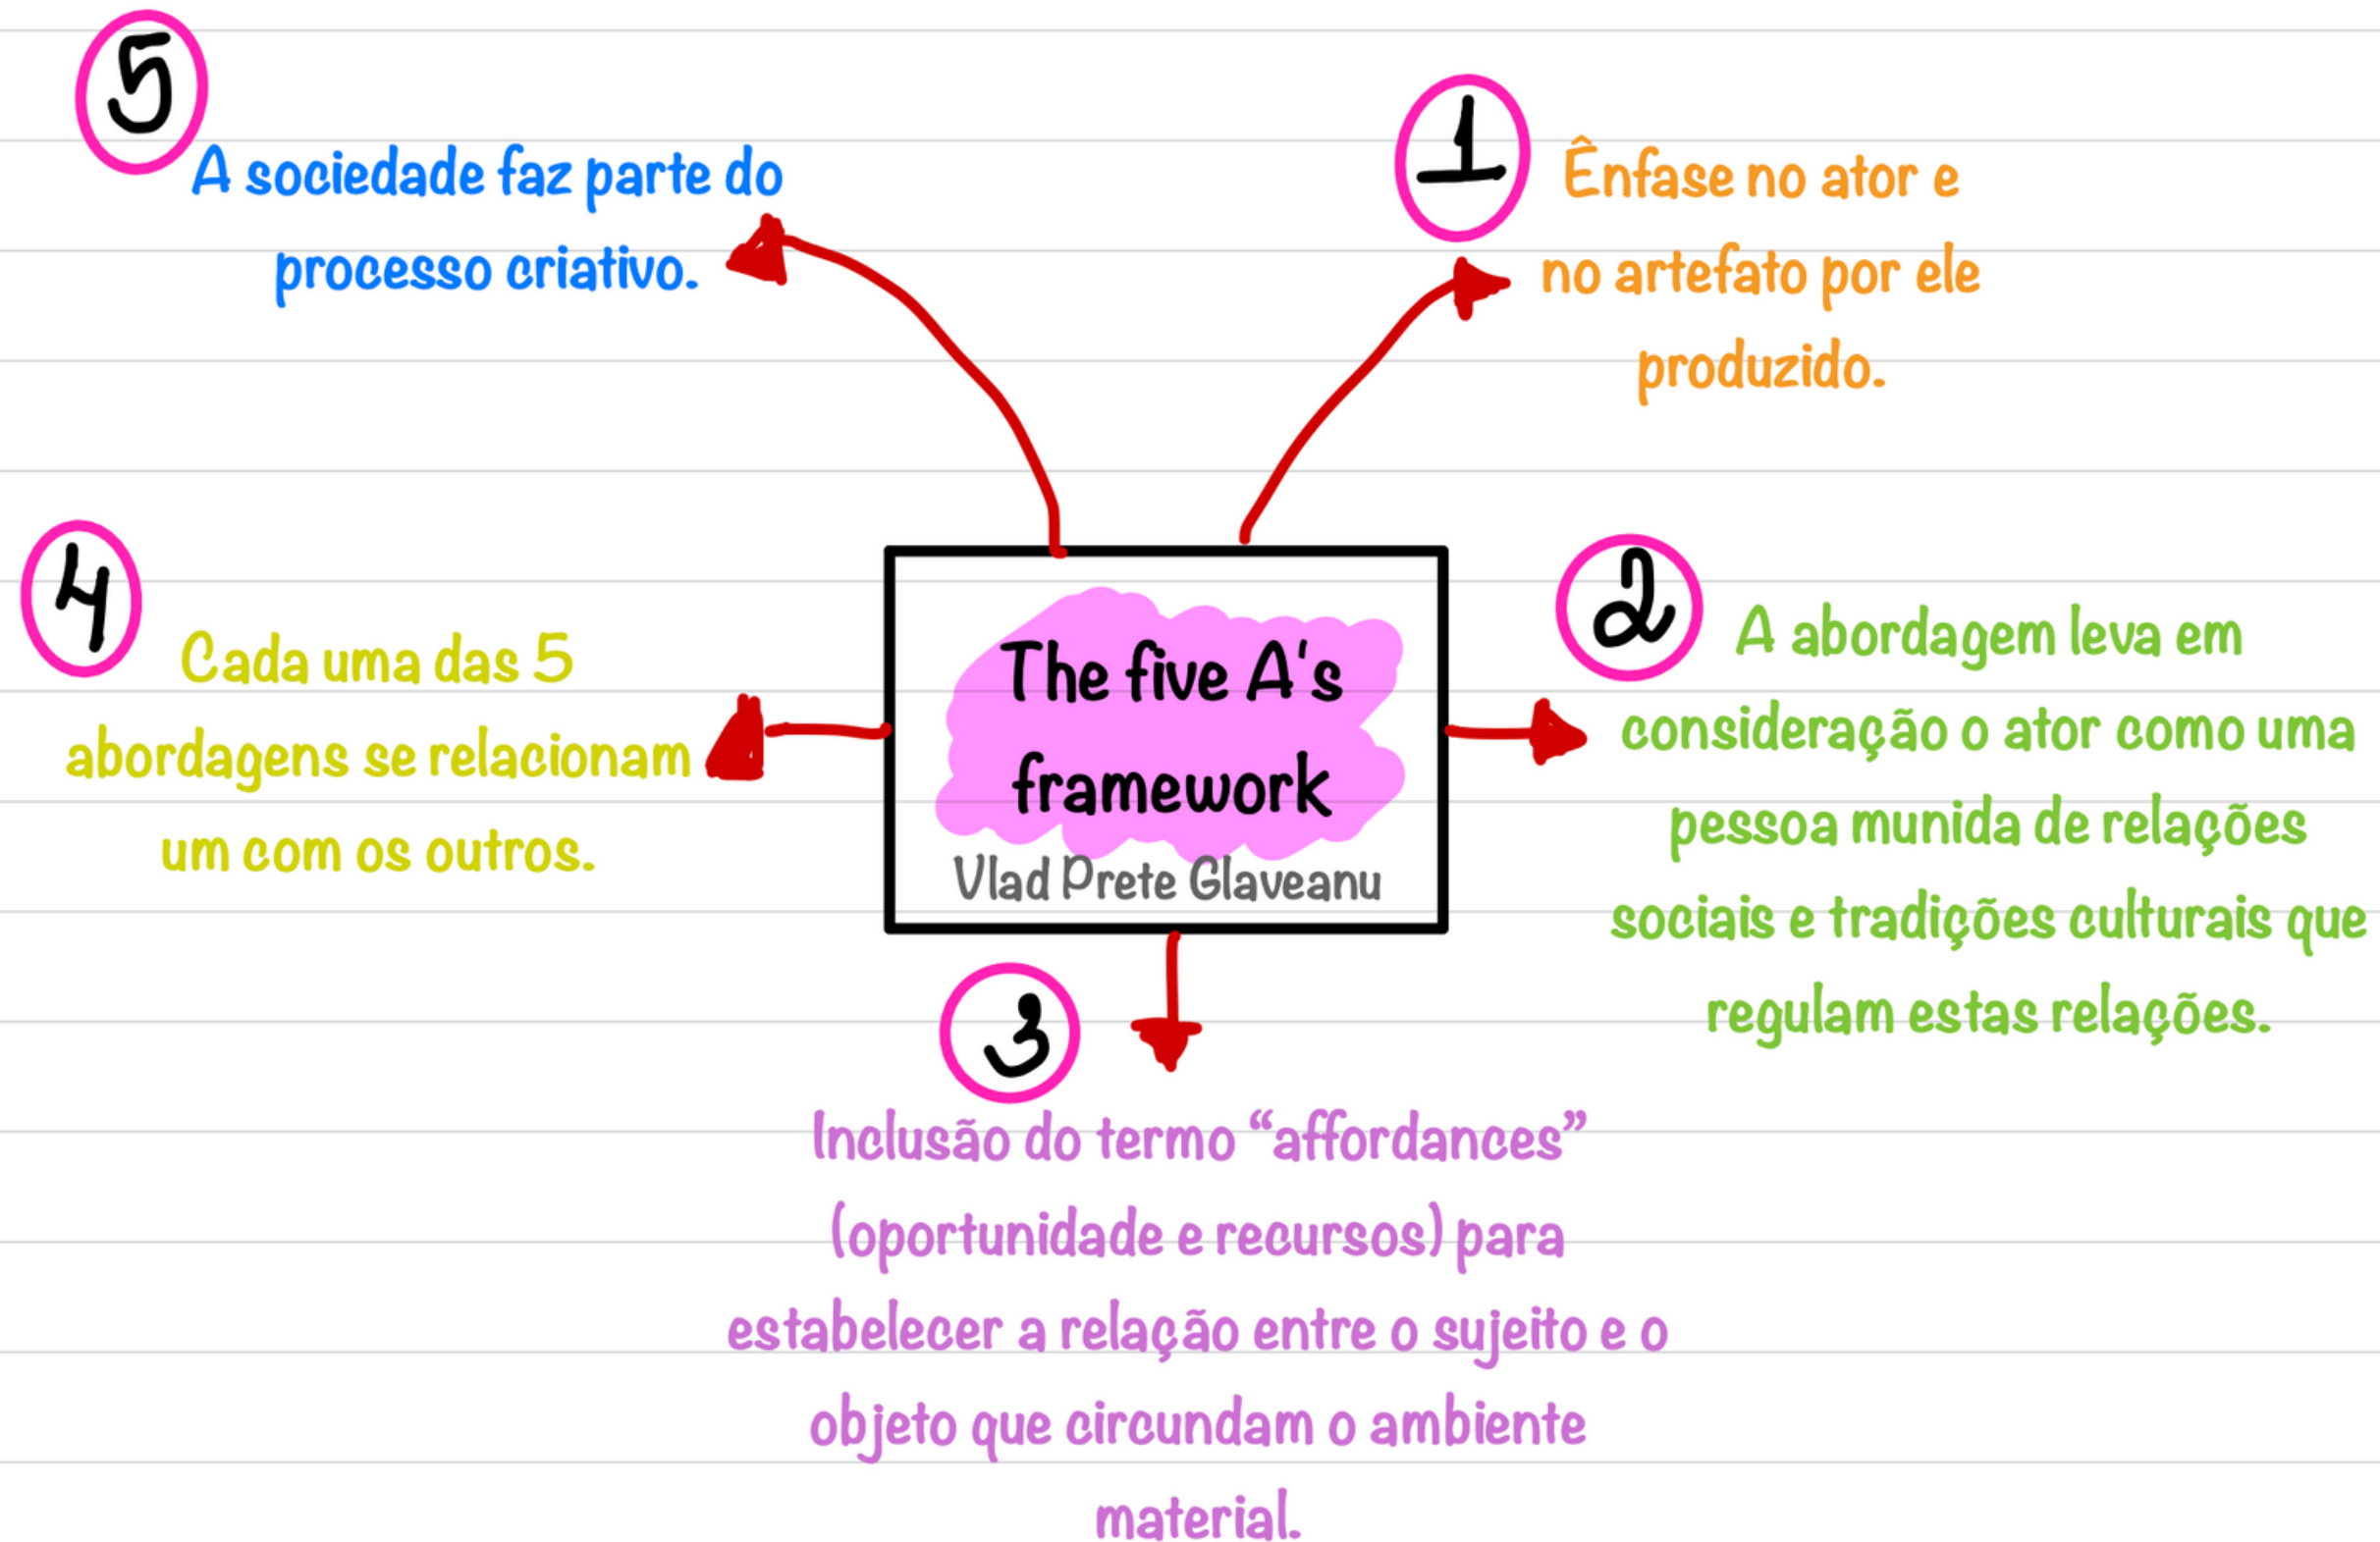 The five A's
framework
Vlad Prete Glaveanu
1
Ênfase no ator e
no artefato por ele
produzido.
2
A abordagem leva em
consideração o ator como uma
pessoa munida de relações
sociais e tradições culturais que
regulam estas relações.
3
Inclusão do termo “affordances”
(oportunidade e recursos) para
estabelecer a relação entre o sujeito e o
objeto que circundam o ambiente
material.
4
Cada uma das 5
abordagens se relacionam
um com os outros.
5
A sociedade faz parte do
processo criativo.